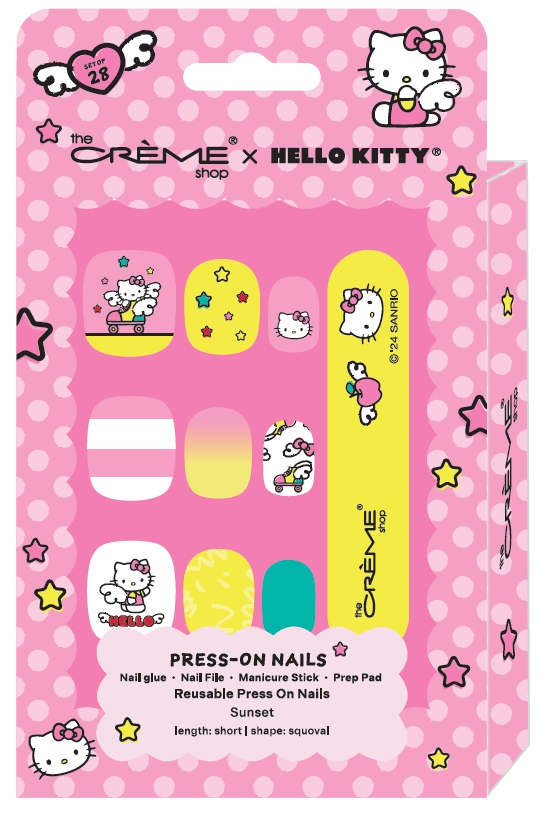 SET OF
28
the
CRÈME® x HELLO KITTY®
shop
©'24 SANRIO
the
CRÈME®
shop
HELLO
PRESS-ON NAILS
Nail glue · Nail File · Manicure Stick · Prep Pad
Reusable Press On Nails
Sunset
length: short | shape: squoval
the
CRÈME®
shop